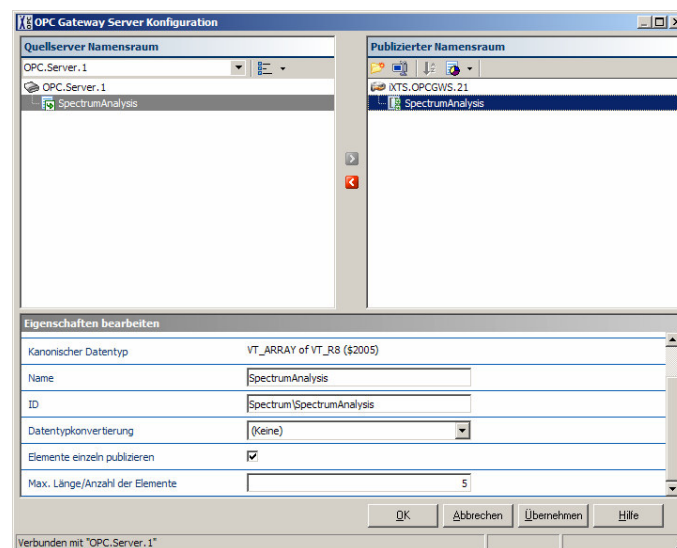 OPC Gateway Server Konfiguration
Quellserver Namensraum
OPC.Server.1
OPC.Server.1
SpectrumAnalysis
Publizierter Namensraum
iXTS.OPCGWS.21
SpectrumAnalysis
Eigenschaften bearbeiten
Kanonischer Datentyp VT_ARRAY of VT_R8 ($2005)
Name SpectrumAnalysis
ID Spectrum\SpectrumAnalysis
Datentypkonvertierung (Keine)
Elemente einzeln publizieren
Max. Länge/Anzahl der Elemente 5
OK Abbrechen Übernehmen Hilfe
Verbunden mit "OPC.Server.1"